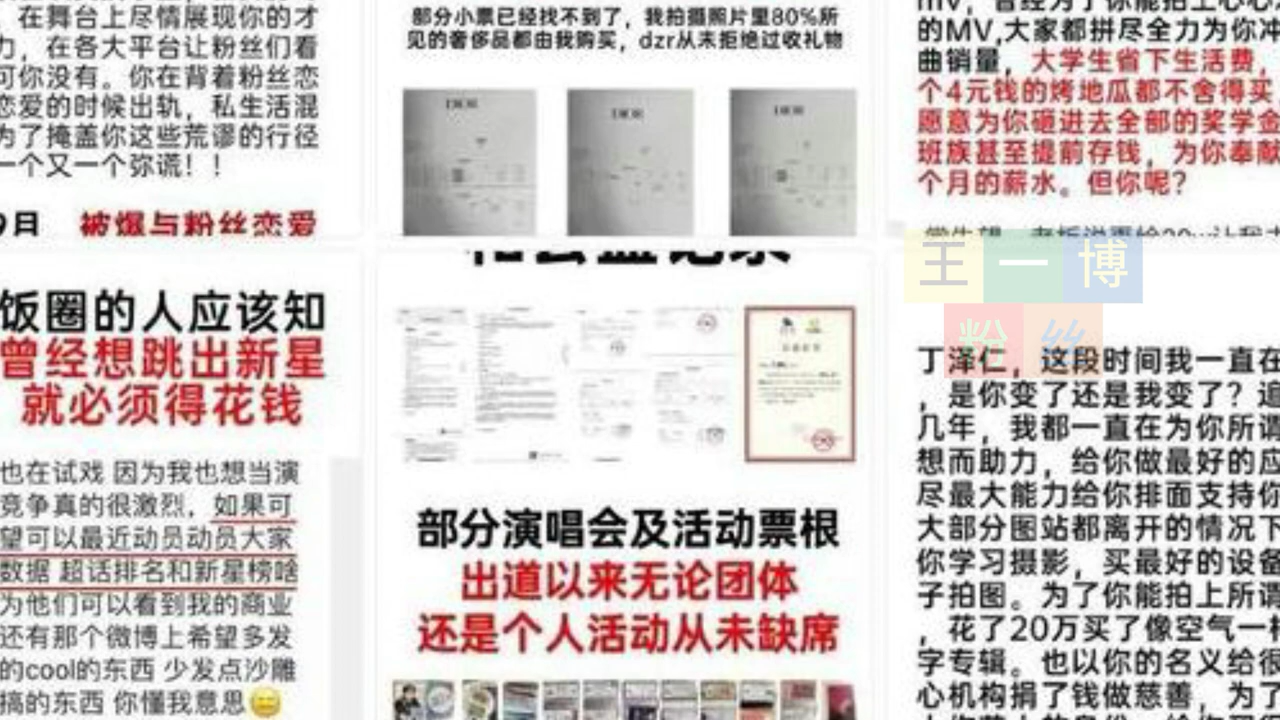 在舞台上尽情展现你的才
力，在各大平台让粉丝们看
可你没有。你在背着粉丝恋
恋爱的时候出轨，私生活混
为了掩盖你这些荒谬的行径
一个又一个弥谎！！
9月 被爆与粉丝恋爱
部分小票已经找不到了，我拍摄照片里80%所
见的奢侈品都由我购买，dzr从未拒绝过收礼物
的MV,大家都拼尽全力为你冲
曲销量，大学生省下生活费，
个4元钱的烤地瓜都不舍得买
愿意为你砸进去全部的奖学金
班族甚至提前存钱，为你奉献
个月的薪水。但你呢？
王一博
粉丝
饭圈的人应该知
曾经想跳出新星
就必须得花钱
也在试戏 因为我也想当演
竞争真的很激烈，如果可
望可以最近动员动员大家
数据 超话排名和新星榜啥
为他们可以看到我的商业
还有那个微博上希望多发
的cool的东西 少发点沙雕
搞的东西 你懂我意思
部分演唱会及活动票根
出道以来无论团体
还是个人活动从未缺席
丁泽仁，这段时间我一直在
，是你变了还是我变了？追
几年，我都一直在为你所谓
想而助力，给你做最好的应
尽最大能力给你排面支持你
大部分图站都离开的情况下
你学习摄影，买最好的设备
子拍图。为了你能拍上所谓
，花了20万买了像空气一样
字专辑。也以你的名义给很
心机构捐了钱做慈善，为了